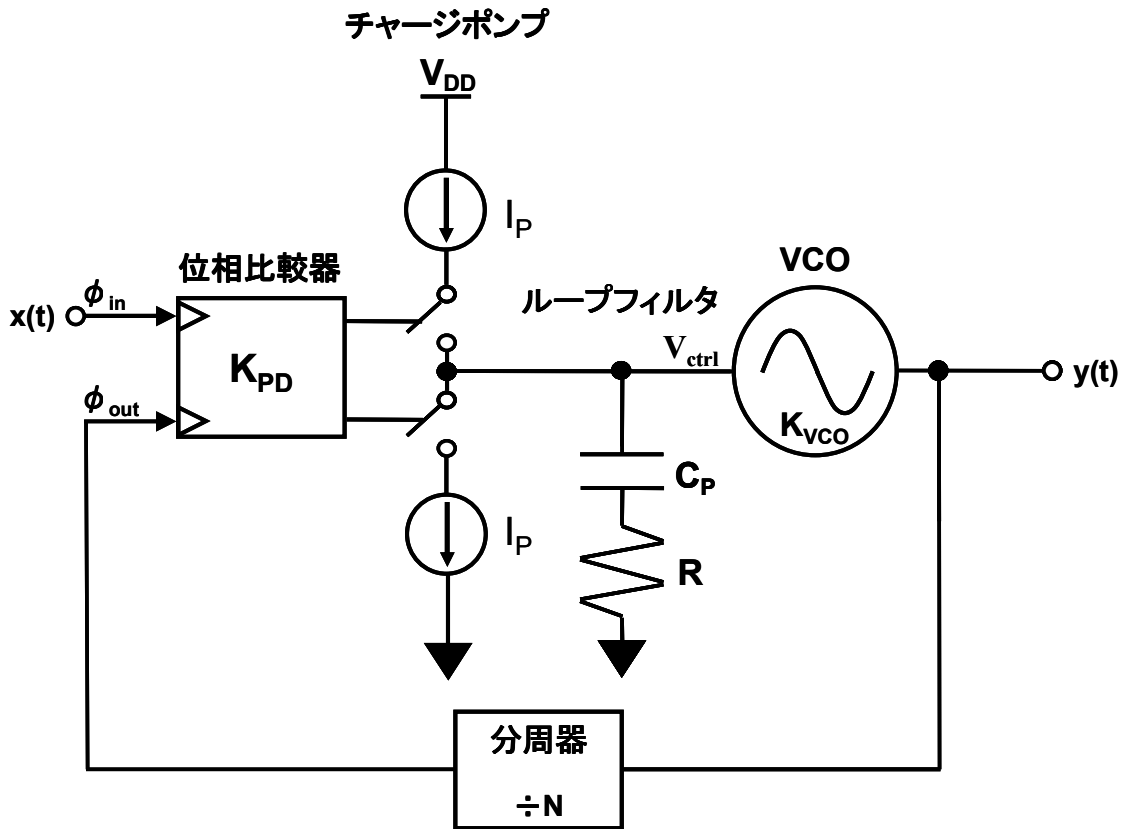 チャージポンプ
VDD
IP
位相比較器
VCO
ϕin
ループフィルタ
x(t)
Vctrl
KPD
y(t)
ϕout
KVCO
CP
IP
R
分周器
÷N